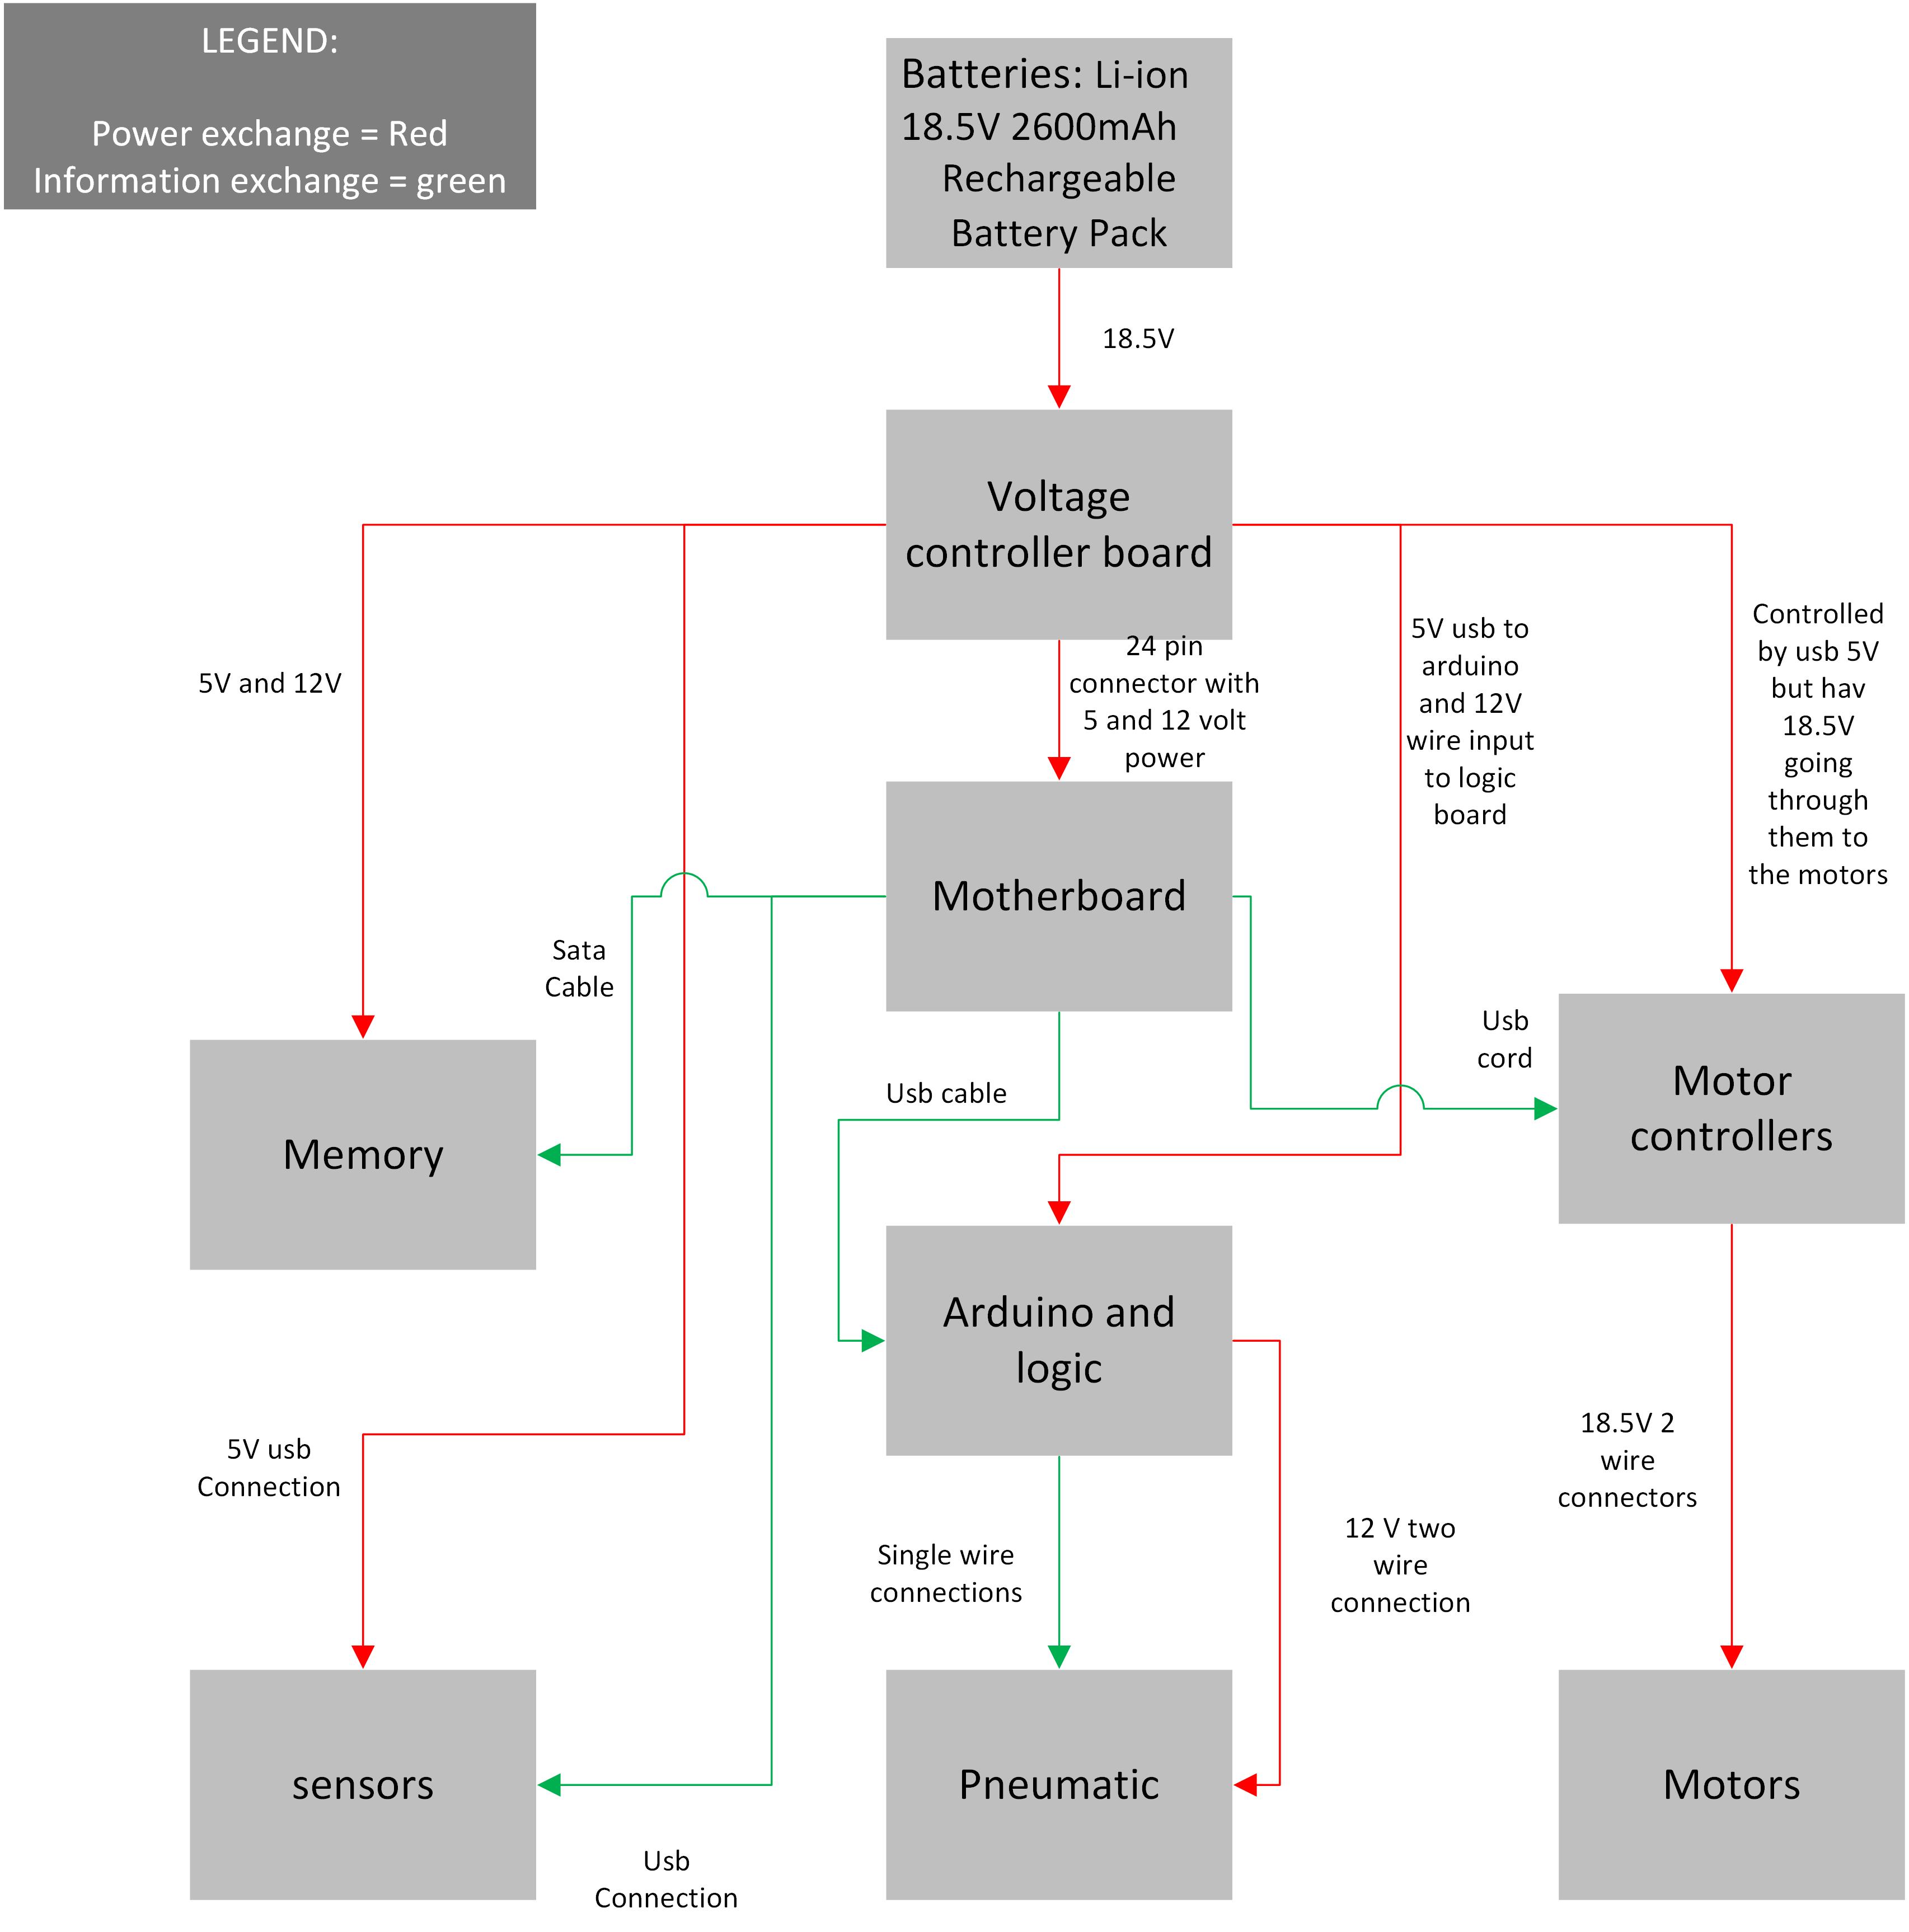 LEGEND:
Power exchange = Red
Information exchange = green
Batteries: Li-ion
18.5V 2600mAh
Rechargeable
Battery Pack
18.5V
Voltage
controller board
5V and 12V
24 pin
connector with
5 and 12 volt
power
5V usb to
arduino
and 12V
wire input
to logic
board
Controlled
by usb 5V
but hav
18.5V
going
through
them to
the motors
Motherboard
Sata
Cable
Usb
cord
Usb cable
Memory
Motor
controllers
Arduino and
logic
5V usb
Connection
Single wire
connections
12 V two
wire
connection
18.5V 2
wire
connectors
sensors
Pneumatic
Motors
Usb
Connection